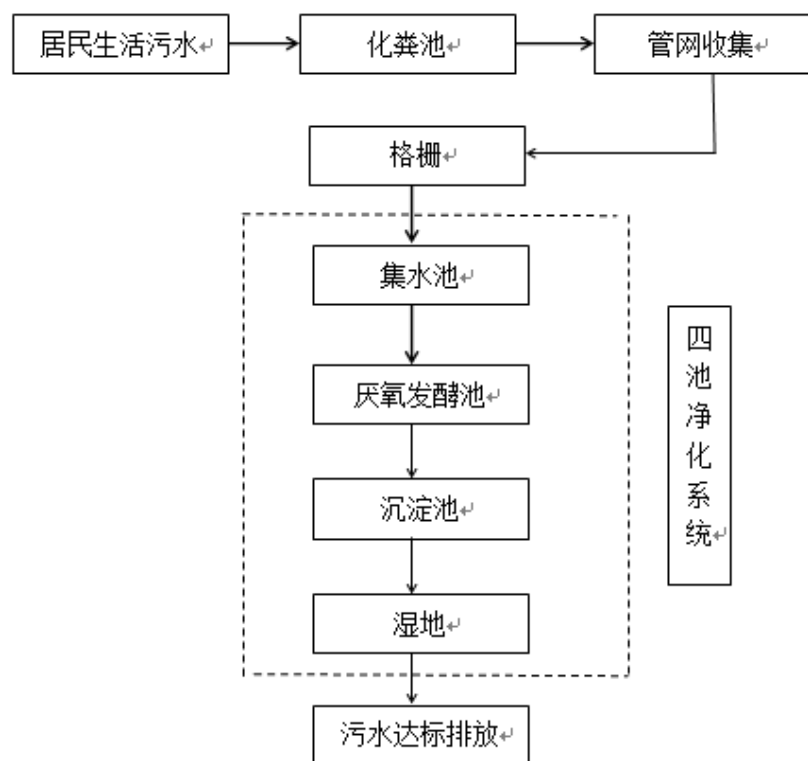 居民生活污水
化粪池
管网收集
格栅
集水池
厌氧发酵池
沉淀池
湿地
污水达标排放
四池净化系统